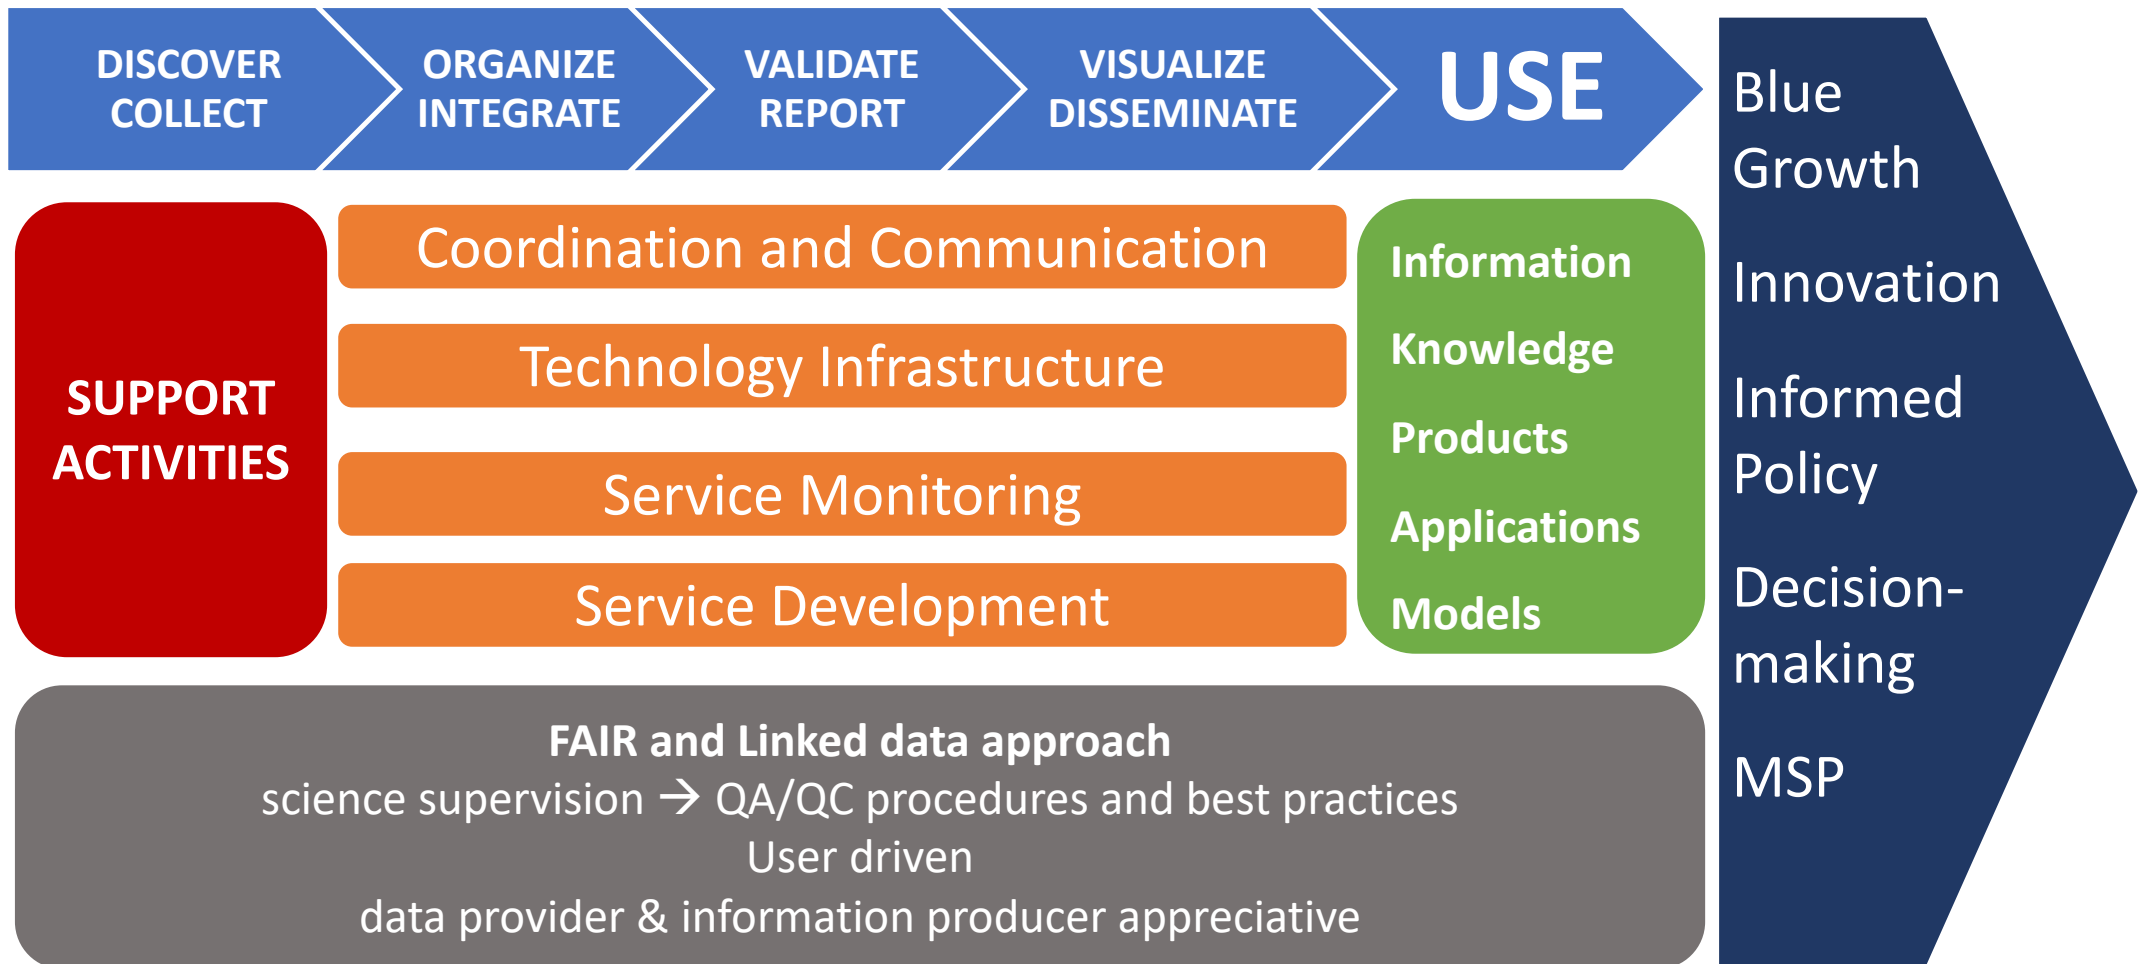 DISCOVER
COLLECT
ORGANIZE
INTEGRATE
VALIDATE
REPORT
VISUALIZE
DISSEMINATE
USE
SUPPORT
ACTIVITIES
Coordination and Communication
Technology Infrastructure
Service Monitoring
Service Development
Information
Knowledge
Products
Applications
Models
FAIR and Linked data approach
science supervision → QA/QC procedures and best practices
User driven
data provider & information producer appreciative
Blue
Growth
Innovation
Informed
Policy
Decision-
making
MSP